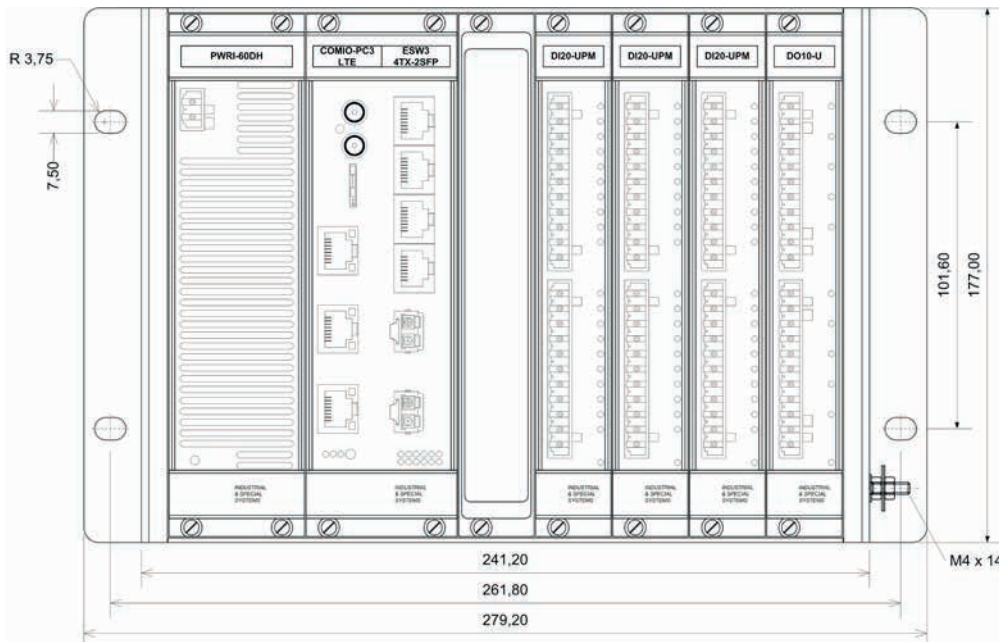 PWRI-60DH
COMIO-PC3
LTE
ESW3
4TX-2SFP
DI20-UPM
DI20-UPM
DI20-UPM
DO10-U
R 3,75
7,50
101,60
177,00
INDUSTRIAL
& SPECIAL
SYSTEMS
INDUSTRIAL
& SPECIAL
SYSTEMS
INDUSTRIAL
& SPECIAL
SYSTEMS
INDUSTRIAL
& SPECIAL
SYSTEMS
INDUSTRIAL
& SPECIAL
SYSTEMS
INDUSTRIAL
& SPECIAL
SYSTEMS
M4 x 14
241,20
261,80
279,20